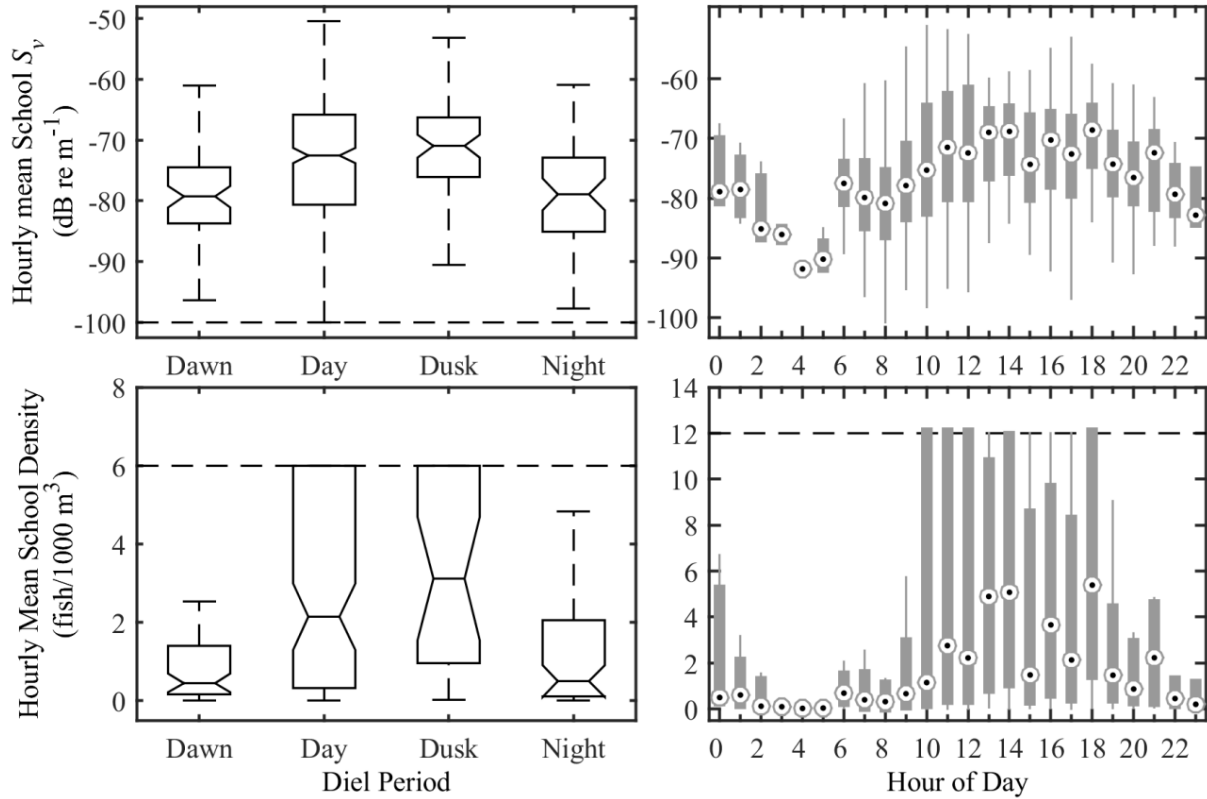 Hourly mean School Sv
(dB re m-1)
-50
-60
-70
-80
-90
-100
Dawn Day Dusk Night
-60
-70
-80
-90
-100
0 2 4 6 8 10 12 14 16 18 20 22
Hourly Mean School Density
(fish/1000 m3)
8
6
4
2
0
Dawn Day Dusk Night
Diel Period
14
12
10
8
6
4
2
0
0 2 4 6 8 10 12 14 16 18 20 22
Hour of Day